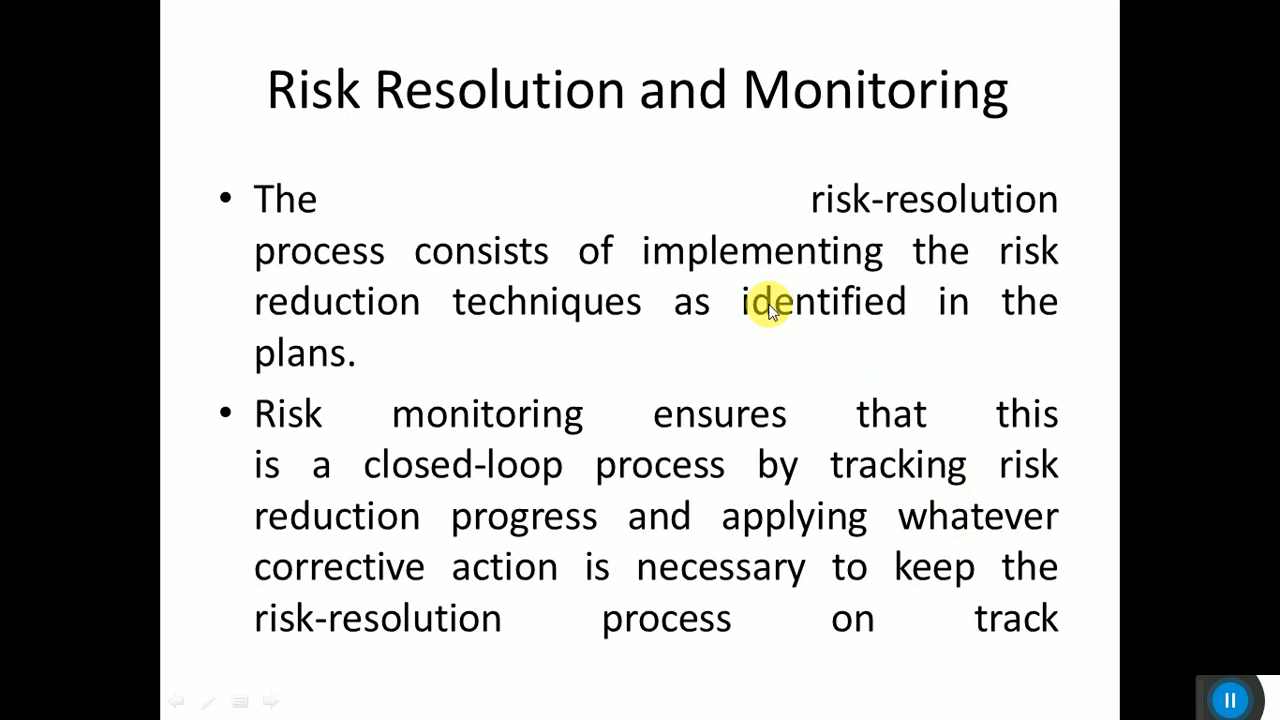 Risk Resolution and Monitoring
• The risk-resolution
process consists of implementing the risk
reduction techniques as identified in the
plans.
• Risk monitoring ensures that this
is a closed-loop process by tracking risk
reduction progress and applying whatever
corrective action is necessary to keep the
risk-resolution process on track